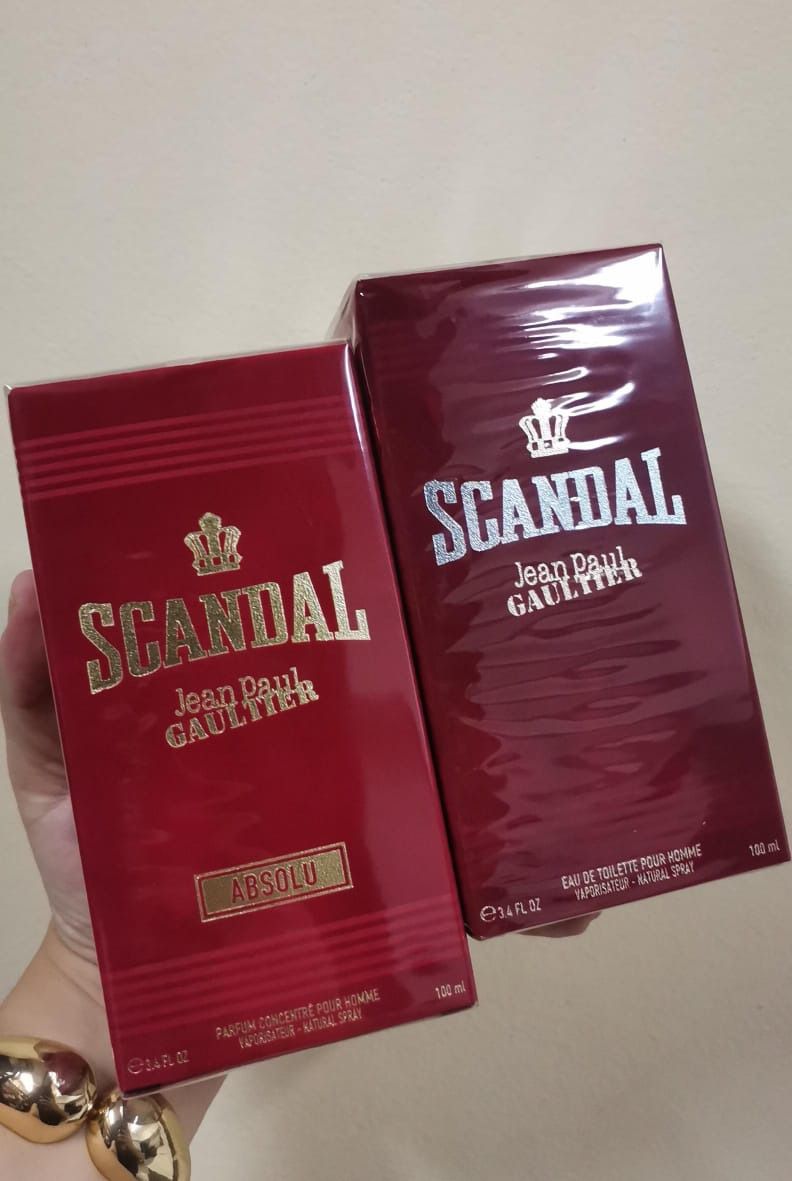 SCANDAL
Jean Paul
GAULTIER
ABSOLU
PARFUM CONCENTRÉ POUR HOMME
VAPORISATEUR - NATURAL SPRAY
100 ml
℮ 3.4 FL OZ
SCANDAL
Jean Paul
GAULTIER
EAU DE TOILETTE POUR HOMME
VAPORISATEUR - NATURAL SPRAY
100 ml
℮ 3.4 FL OZ